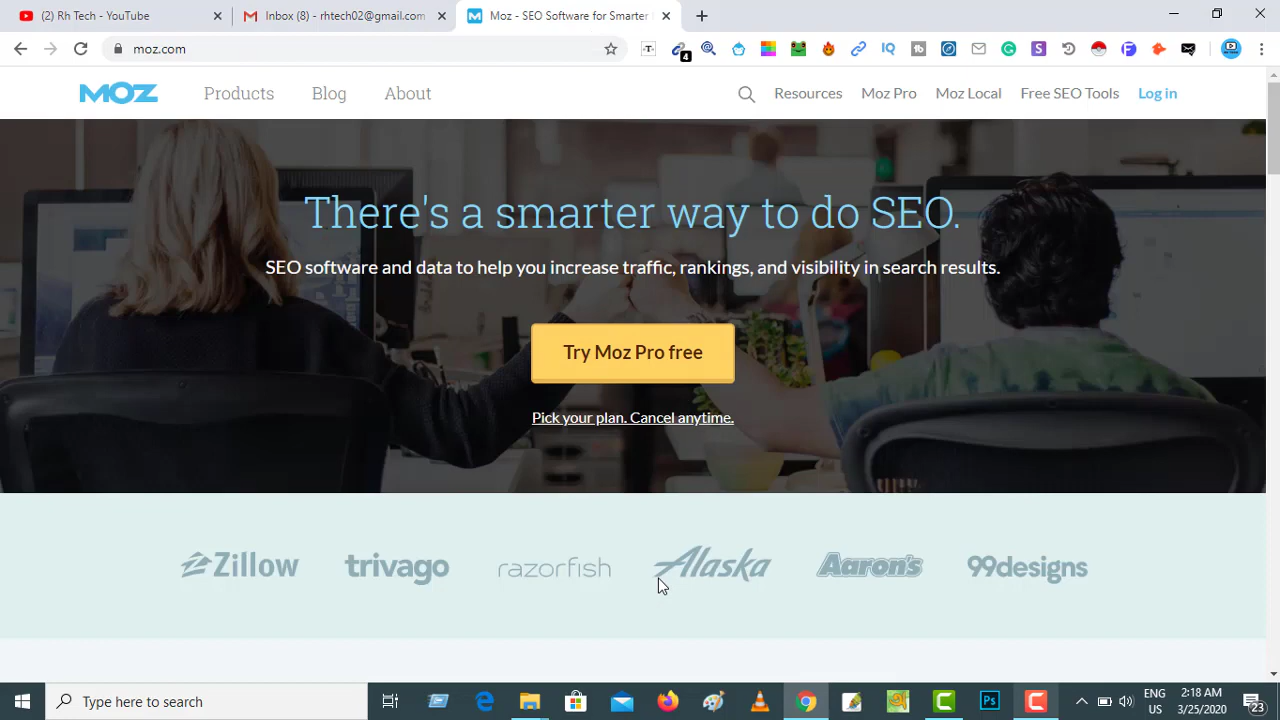 (2) Rh Tech - YouTube
Inbox (8) - rhtech02@gmail.com
Moz - SEO Software for Smarter
moz.com
4
MOZ
Products
Blog
About
Resources
Moz Pro
Moz Local
Free SEO Tools
Log in
There's a smarter way to do SEO.
SEO software and data to help you increase traffic, rankings, and visibility in search results.
Try Moz Pro free
Pick your plan. Cancel anytime.
Zillow
trivago
razorfish
Alaska
Aaron's
99designs
Type here to search
ENG
US
2:18 AM
3/25/2020
23